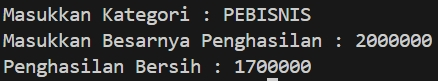 Masukkan Kategori : PEBISNIS
Masukkan Besarnya Penghasilan : 2000000
Penghasilan Bersih : 1700000